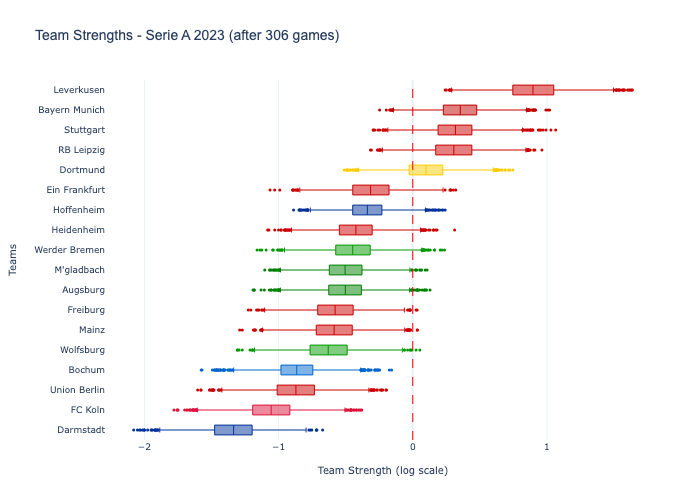 Team Strengths - Serie A 2023 (after 306 games)
Leverkusen
Bayern Munich
Stuttgart
RB Leipzig
Dortmund
Ein Frankfurt
Hoffenheim
Heidenheim
Werder Bremen
M'gladbach
Augsburg
Freiburg
Mainz
Wolfsburg
Bochum
Union Berlin
FC Koln
Darmstadt
Teams
−2
−1
0
1
Team Strength (log scale)